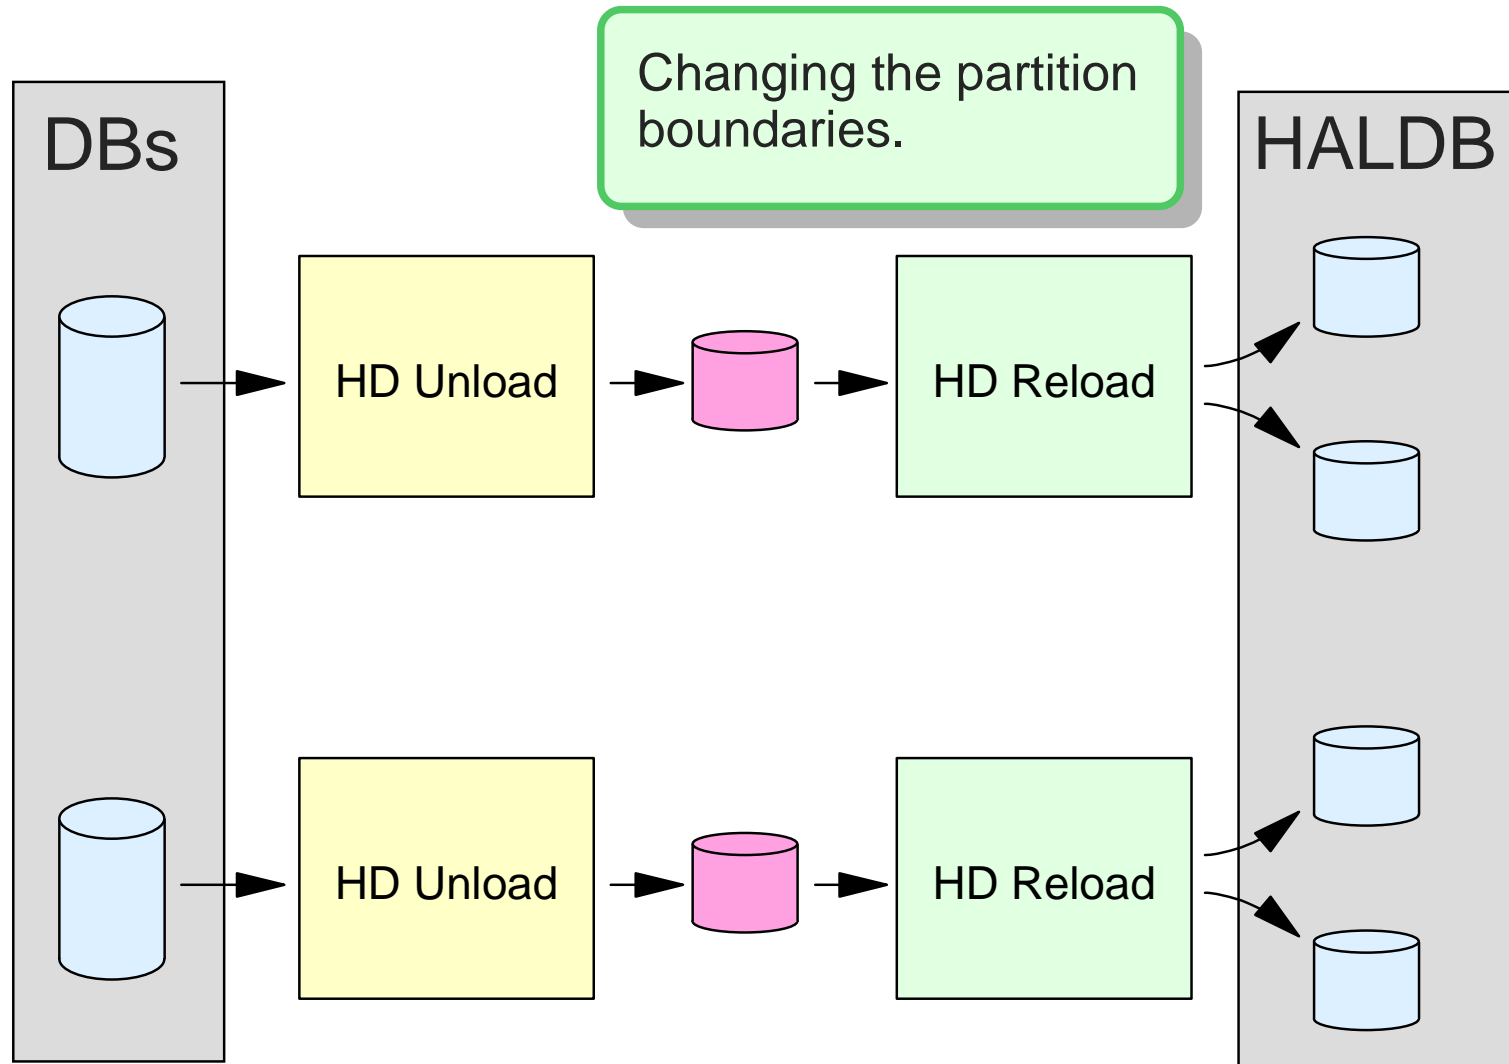 Changing the partition
boundaries.
DBs
HALDB
HD Unload
HD Reload
HD Unload
HD Reload